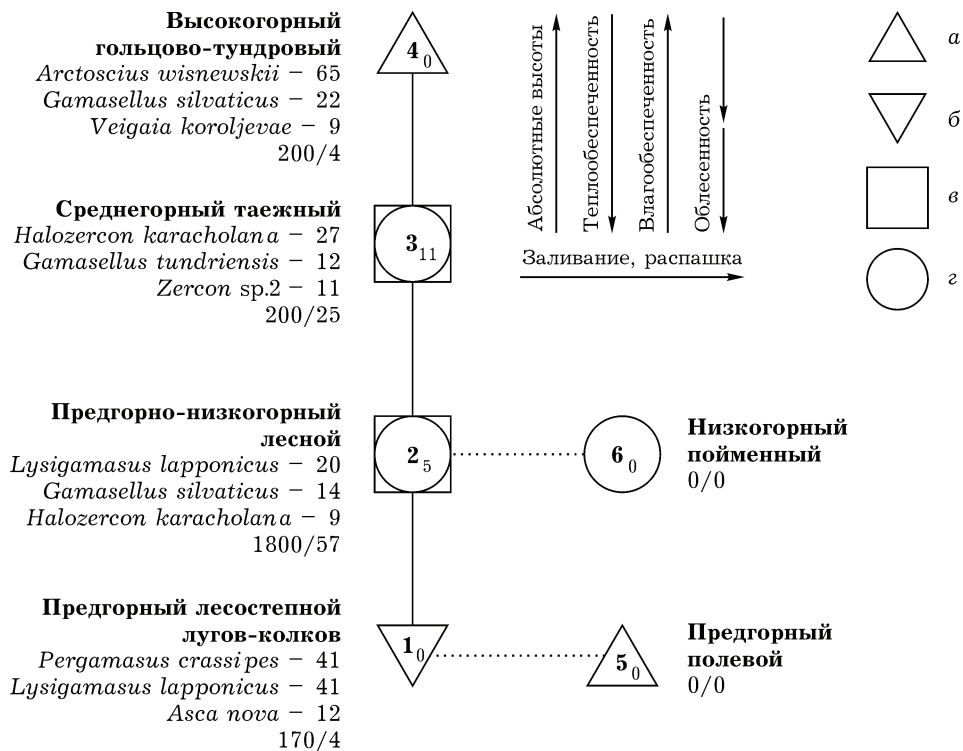 Высокогорный
гольцово-тундровый
Arctoscius wisnewskii – 65
Gamasellus silvaticus – 22
Veigaia koroljevae – 9
200/4
4 0
Абсолютные высоты
Теплообеспеченность
Влагообеспеченность
Облесенность
Заливание, распашка
а
б
в
г
Среднегорный таежный
Halozercon karacholana – 27
Gamasellus tundriensis – 12
Zercon sp.2 – 11
200/25
3 11
Предгорно-низкогорный
лесной
Lysigamasus lapponicus – 20
Gamasellus silvaticus – 14
Halozercon karacholana – 9
1800/57
2 5
6 0
Низкогорный
пойменный
0/0
Предгорный лесостепной
лугов-колков
Pergamasus crassipes – 41
Lysigamasus lapponicus – 41
Asca nova – 12
170/4
1 0
5 0
Предгорный
полевой
0/0